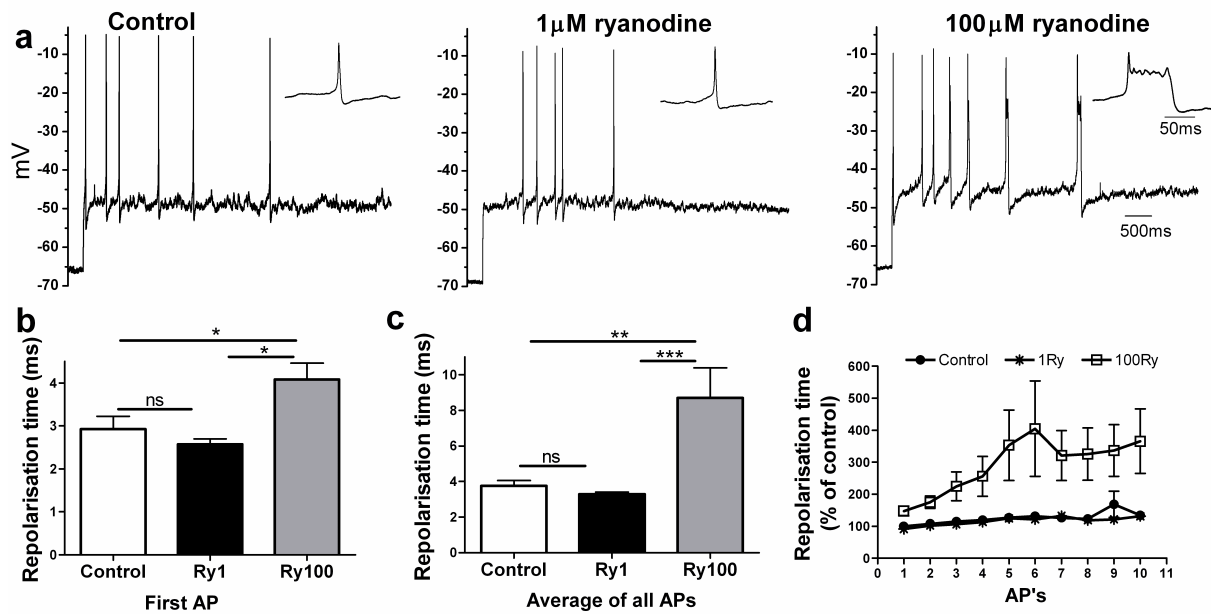 a
Control
1µM ryanodine
100µM ryanodine
mV
-10
-20
-30
-40
-50
-60
-70
-10
-20
-30
-40
-50
-60
-70
-10
-20
-30
-40
-50
-60
-70
50ms
500ms
b
Repolarisation time (ms)
4
3
2
1
0
*
*
ns
Control
Ry1
Ry100
First AP
c
Repolarisation time (ms)
10
8
6
4
2
0
**
***
ns
Control
Ry1
Ry100
Average of all APs
d
Control
1Ry
100Ry
Repolarisation time
(% of control)
600
500
400
300
200
100
0
0 1 2 3 4 5 6 7 8 9 10 11
AP's